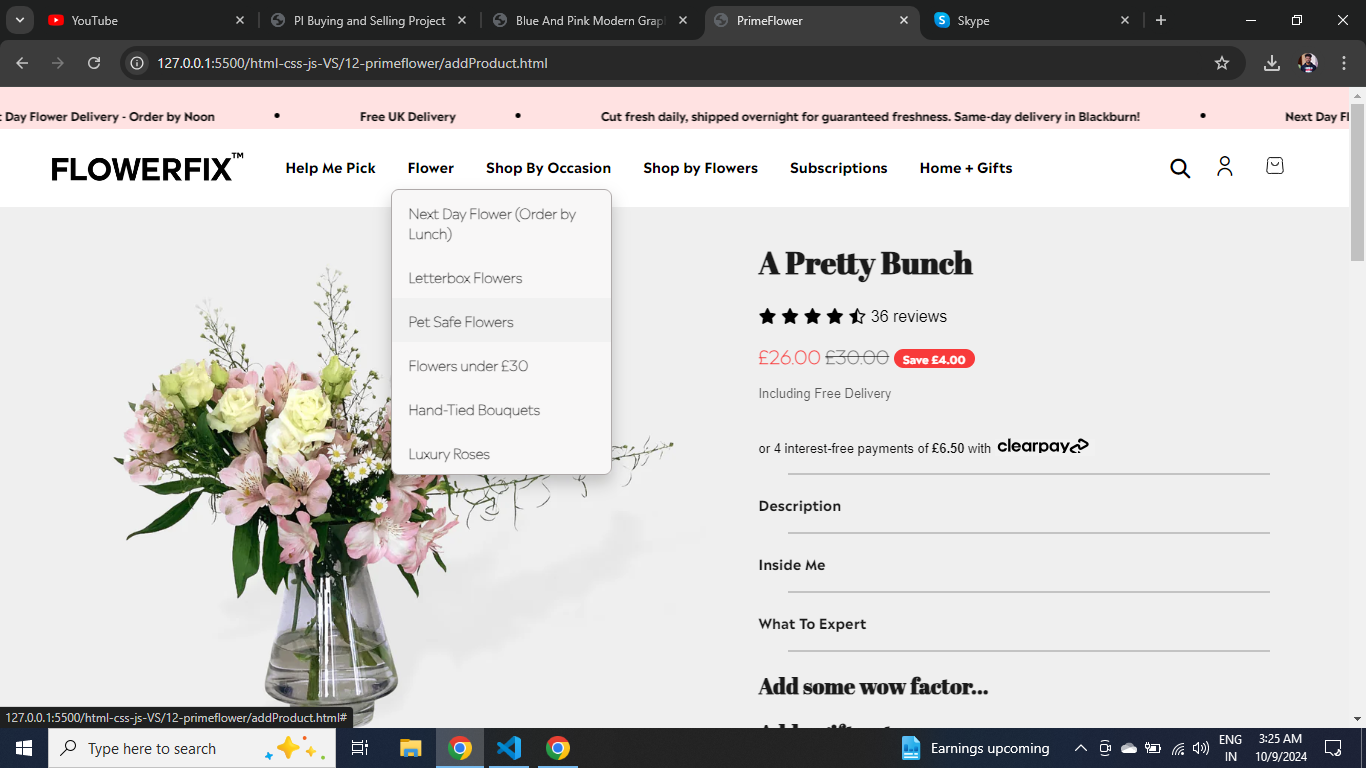 YouTube
PI Buying and Selling Project
Blue And Pink Modern Grap
PrimeFlower
Skype
127.0.0.1:5500/html-css-js-VS/12-primeflower/addProduct.html
Day Flower Delivery - Order by Noon
•
Free UK Delivery
•
Cut fresh daily, shipped overnight for guaranteed freshness. Same-day delivery in Blackburn!
•
Next Day Fl
FLOWERFIX™
Help Me Pick
Flower
Shop By Occasion
Shop by Flowers
Subscriptions
Home + Gifts
Next Day Flower (Order by
Lunch)
Letterbox Flowers
Pet Safe Flowers
Flowers under £30
Hand-Tied Bouquets
Luxury Roses
A Pretty Bunch
36 reviews
£26.00 £30.00 Save £4.00
Including Free Delivery
or 4 interest-free payments of £6.50 with clearpay
Description
Inside Me
What To Expert
Add some wow factor...
127.0.0.1:5500/html-css-js-VS/12-primeflower/addProduct.html#
Type here to search
Earnings upcoming
ENG
IN
3:25 AM
10/9/2024